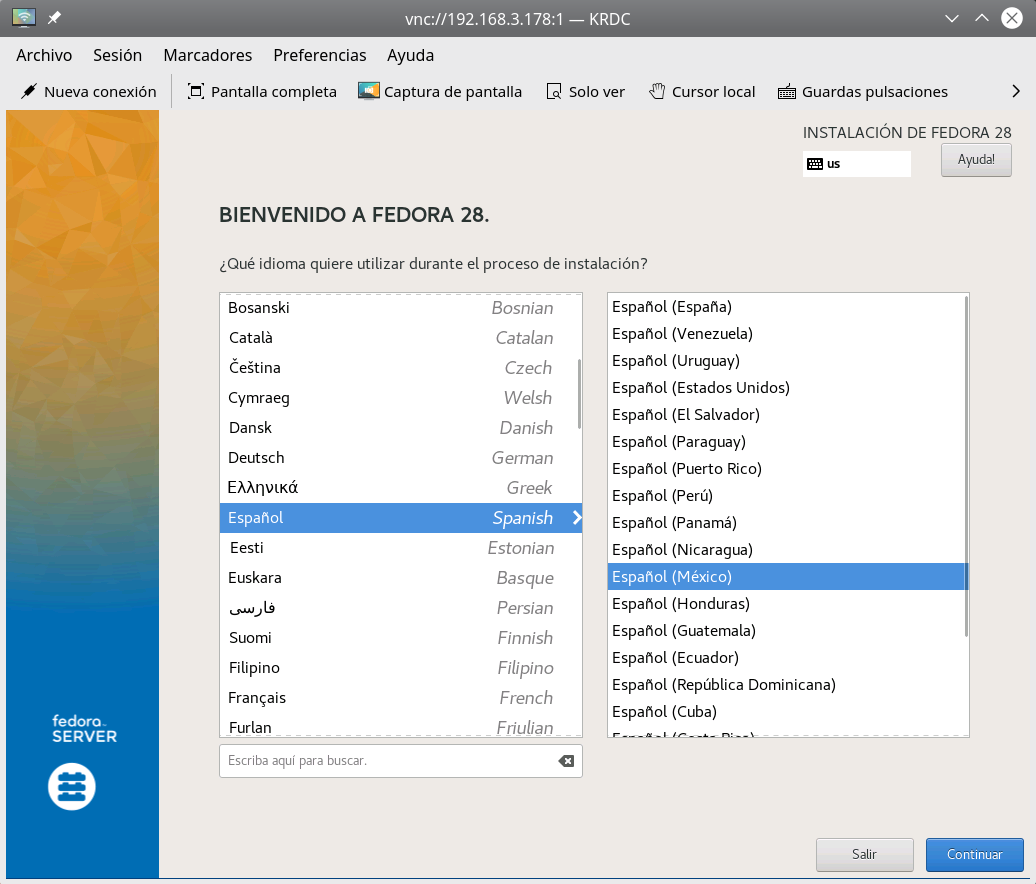 vnc://192.168.3.178:1 — KRDC
Archivo Sesión Marcadores Preferencias Ayuda
Nueva conexión Pantalla completa Captura de pantalla Solo ver Cursor local Guardas pulsaciones
INSTALACIÓN DE FEDORA 28
us Ayuda!
BIENVENIDO A FEDORA 28.
¿Qué idioma quiere utilizar durante el proceso de instalación?
Bosanski Bosnian
Català Catalan
Čeština Czech
Cymraeg Welsh
Dansk Danish
Deutsch German
Ελληνικά Greek
Español Spanish
Eesti Estonian
Euskara Basque
فارسی Persian
Suomi Finnish
Filipino Filipino
Français French
Furlan Friulian
Escriba aquí para buscar.
Español (España)
Español (Venezuela)
Español (Uruguay)
Español (Estados Unidos)
Español (El Salvador)
Español (Paraguay)
Español (Puerto Rico)
Español (Perú)
Español (Panamá)
Español (Nicaragua)
Español (México)
Español (Honduras)
Español (Guatemala)
Español (Ecuador)
Español (República Dominicana)
Español (Cuba)
Español (Costa Rica)
fedora
SERVER
Salir Continuar